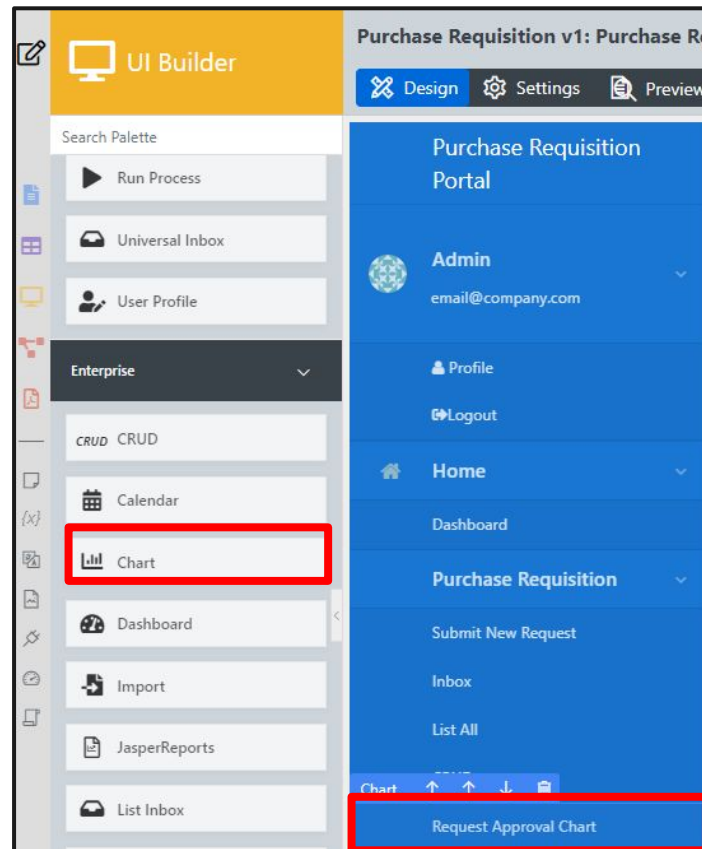 UI Builder
Search Palette
Run Process
Universal Inbox
User Profile
Enterprise
CRUD CRUD
Calendar
Chart
Dashboard
Import
JasperReports
List Inbox
{x}
Purchase Requisition v1: Purchase Re
Design Settings Preview
Purchase Requisition
Portal
Admin
email@company.com
Profile
Logout
Home
Dashboard
Purchase Requisition
Submit New Request
Inbox
List All
Chart
Request Approval Chart